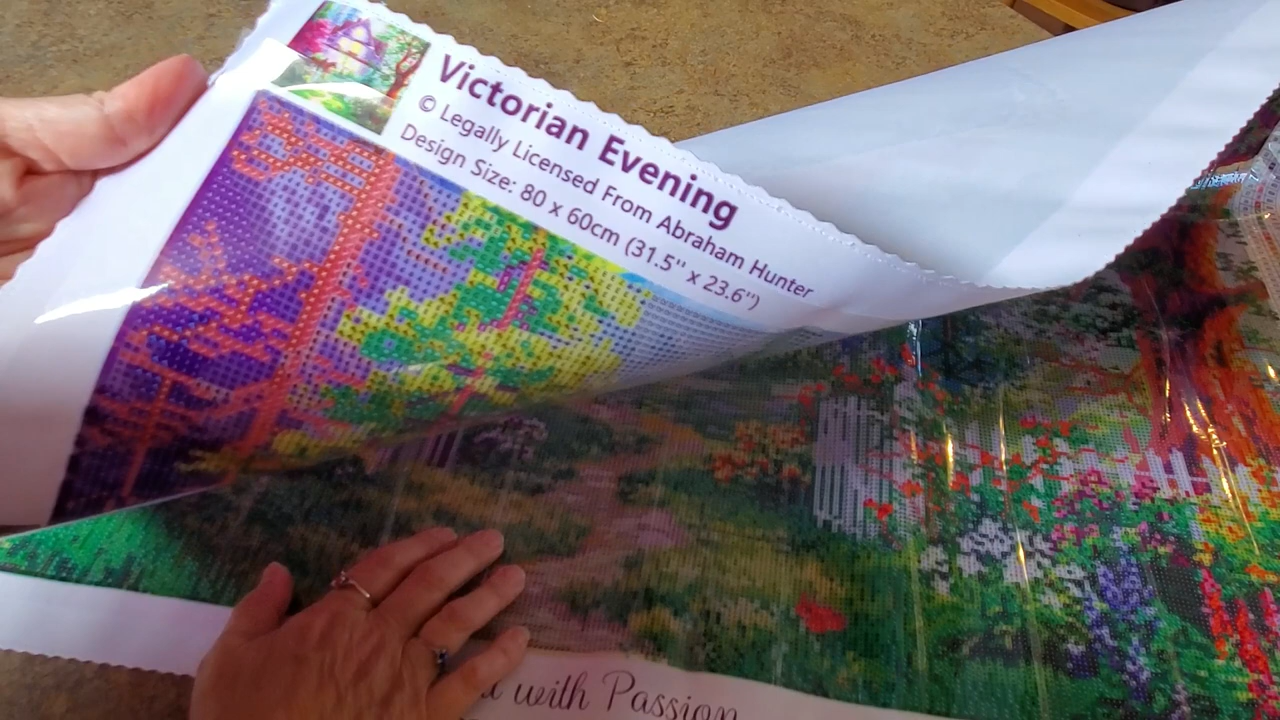 Victorian Evening
© Legally Licensed From Abraham Hunter
Design Size: 80 x 60cm (31.5" x 23.6")
with Passion